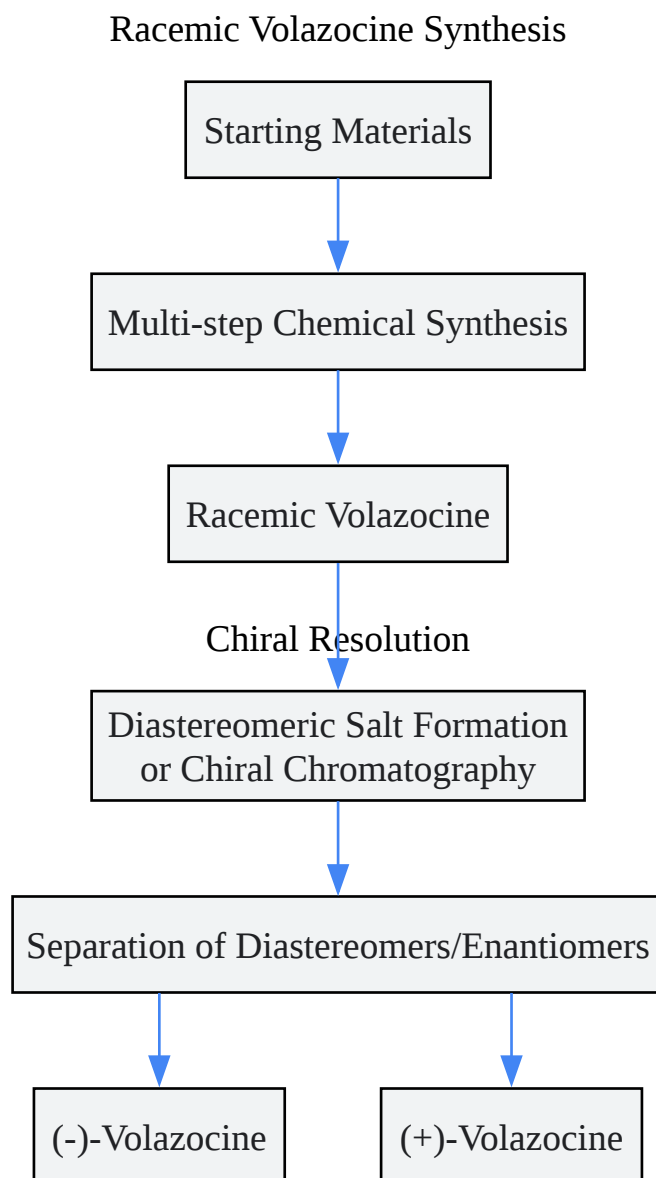 Racemic Volazocine Synthesis
Starting Materials
Multi-step Chemical Synthesis
Racemic Volazocine
Chiral Resolution
Diastereomeric Salt Formation
or Chiral Chromatography
Separation of Diastereomers/Enantiomers
(-)-Volazocine
(+)-Volazocine